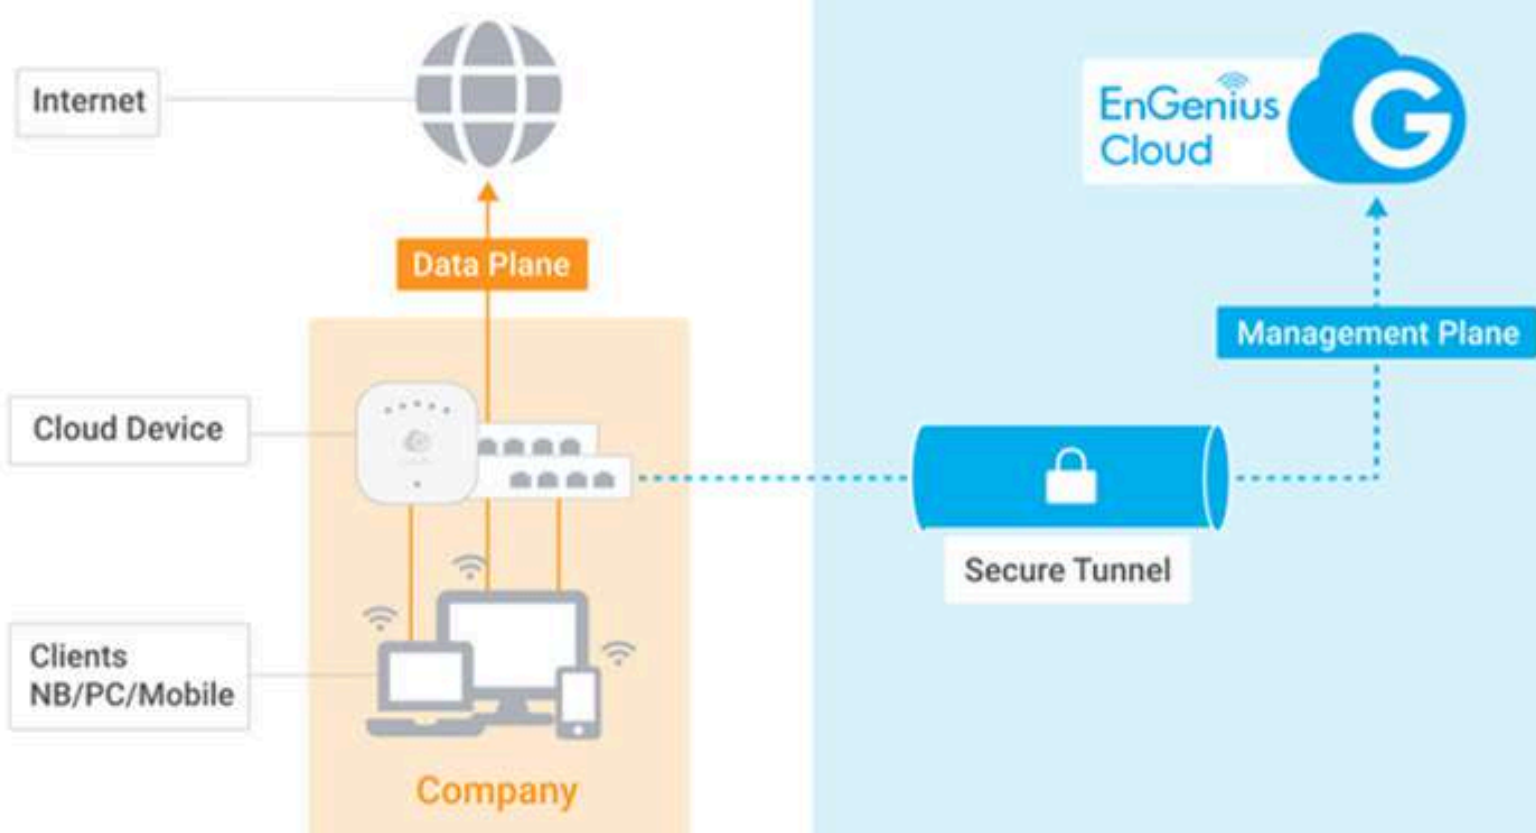 Internet
EnGenius
Cloud
Data Plane
Management Plane
Cloud Device
Secure Tunnel
Clients
NB/PC/Mobile
Company